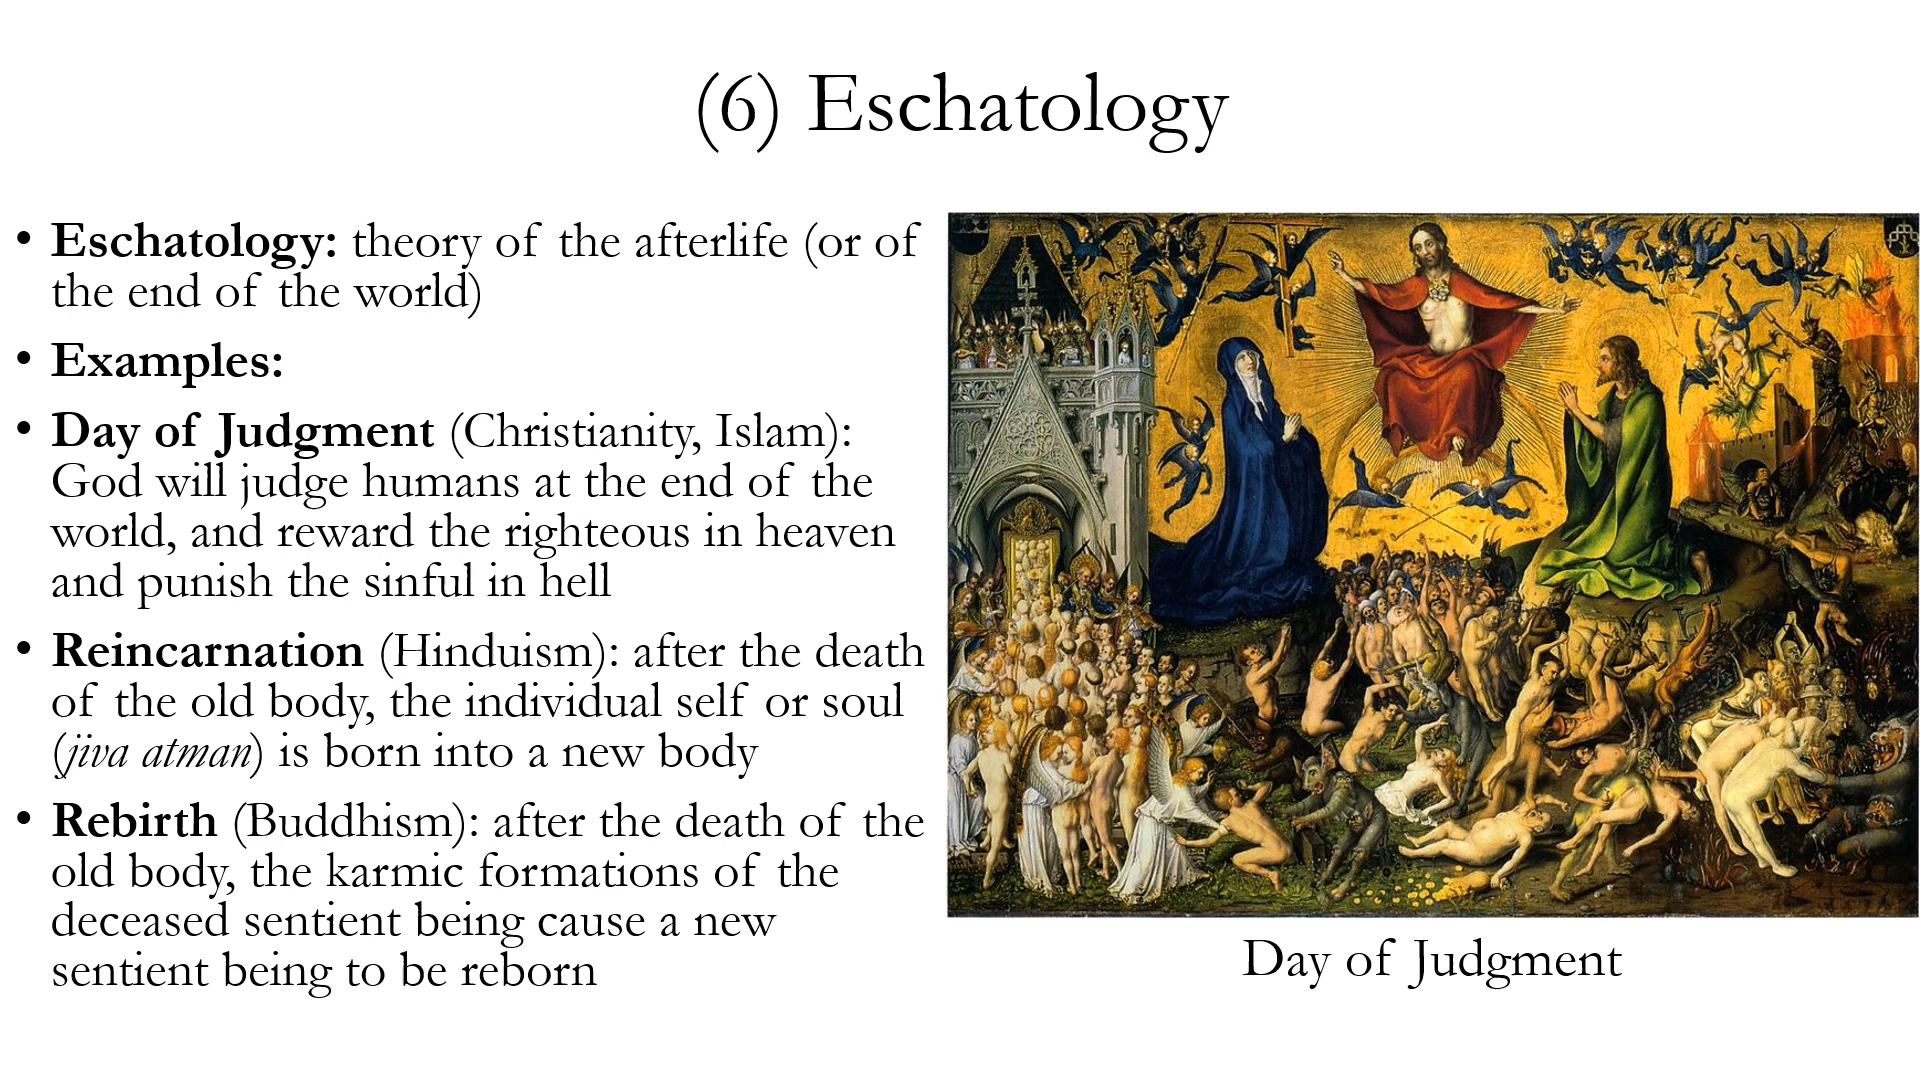 (6) Eschatology
• Eschatology: theory of the afterlife (or of
the end of the world)
• Examples:
• Day of Judgment (Christianity, Islam):
God will judge humans at the end of the
world, and reward the righteous in heaven
and punish the sinful in hell
• Reincarnation (Hinduism): after the death
of the old body, the individual self or soul
(jiva atman) is born into a new body
• Rebirth (Buddhism): after the death of the
old body, the karmic formations of the
deceased sentient being cause a new
sentient being to be reborn
Day of Judgment